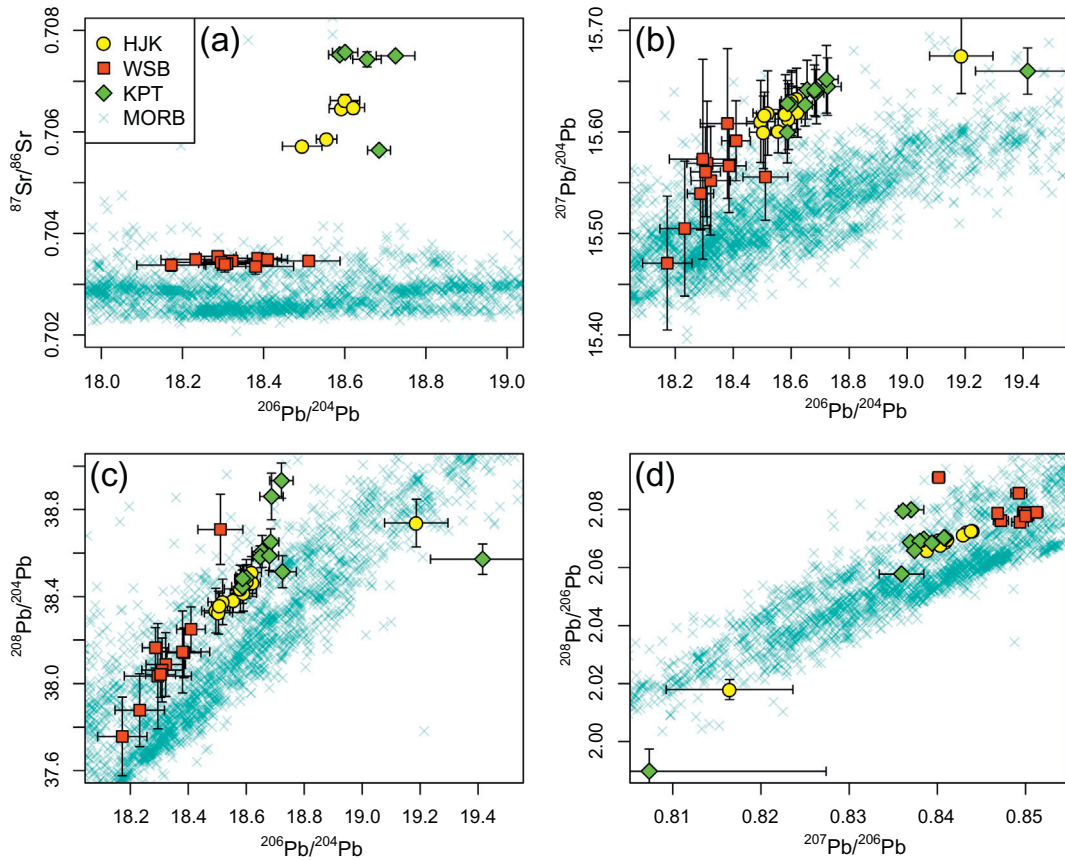 (a)
HJK
WSB
KPT
MORB
87Sr/86Sr
0.702 0.704 0.706 0.708
18.0 18.2 18.4 18.6 18.8 19.0
206Pb/204Pb
(b)
207Pb/204Pb
15.40 15.50 15.60 15.70
18.2 18.4 18.6 18.8 19.0 19.2 19.4
206Pb/204Pb
(c)
208Pb/204Pb
37.6 38.0 38.4 38.8
18.2 18.4 18.6 18.8 19.0 19.2 19.4
206Pb/204Pb
(d)
208Pb/206Pb
2.00 2.02 2.04 2.06 2.08
0.81 0.82 0.83 0.84 0.85
207Pb/206Pb